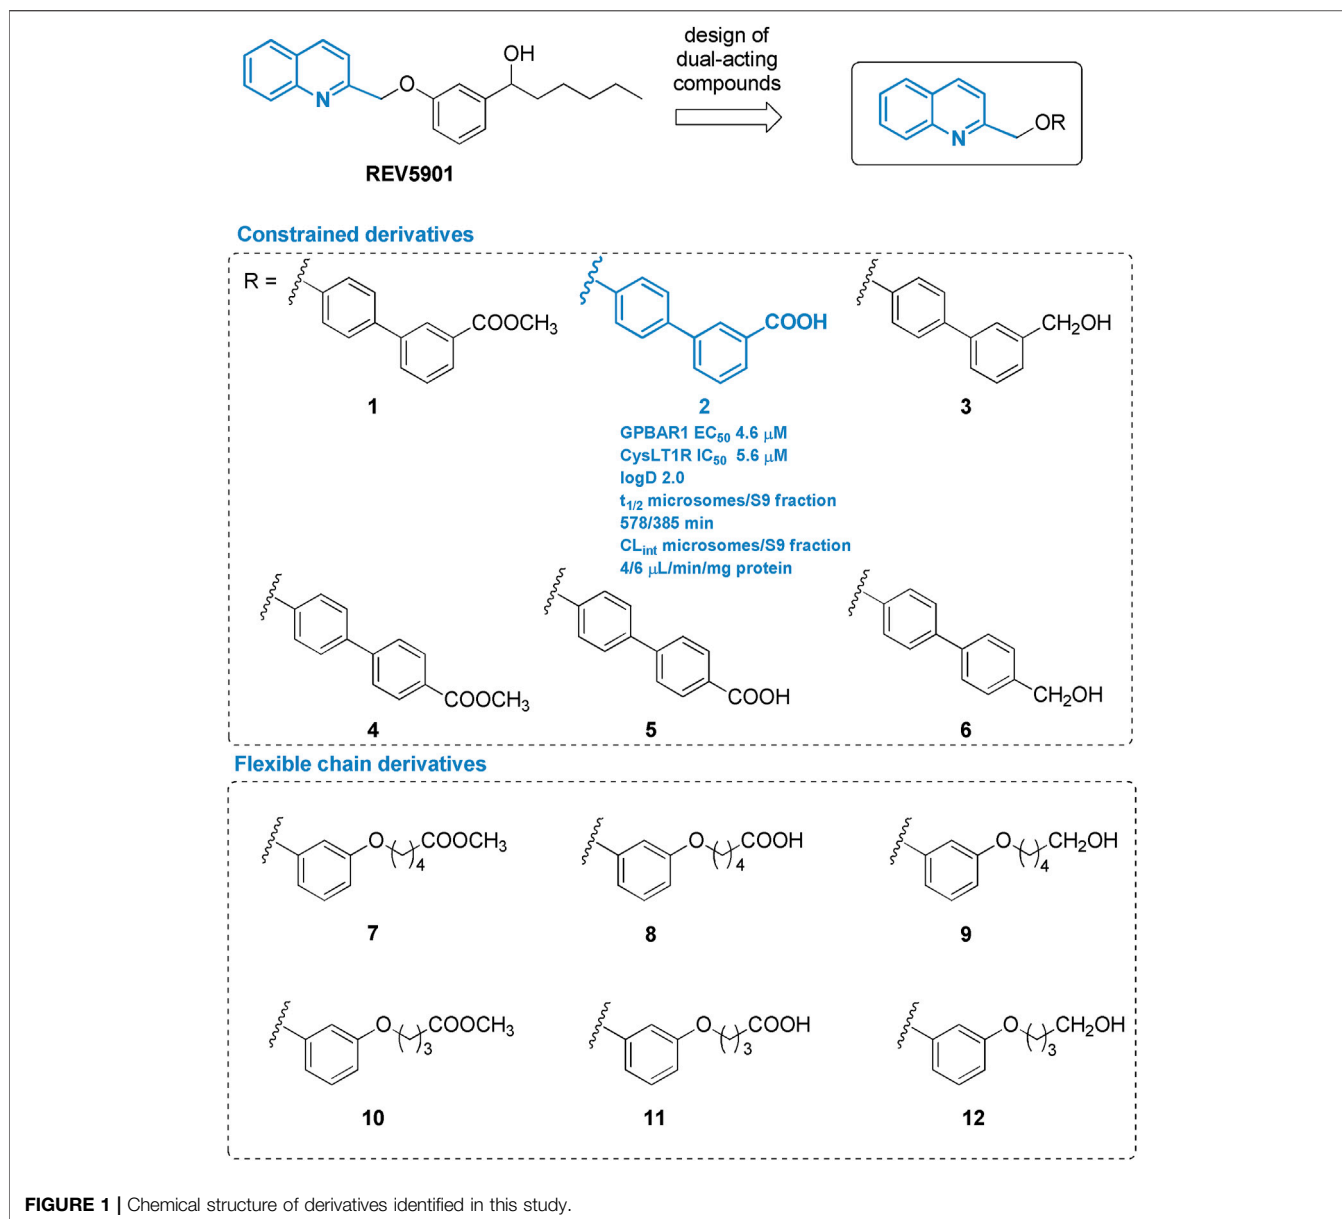 design of
dual-acting
compounds
OH
N
O
REV5901
N
OR
Constrained derivatives
R =
COOCH3
1
COOH
2
CH2OH
3
GPBAR1 EC50 4.6 μM
CysLT1R IC50 5.6 μM
logD 2.0
t1/2 microsomes/S9 fraction
578/385 min
CLint microsomes/S9 fraction
4/6 μL/min/mg protein
COOCH3
4
COOH
5
CH2OH
6
Flexible chain derivatives
O ( )4 COOCH3
7
O ( )4 COOH
8
O ( )4 CH2OH
9
O ( )3 COOCH3
10
O ( )3 COOH
11
O ( )3 CH2OH
12
FIGURE 1 | Chemical structure of derivatives identified in this study.